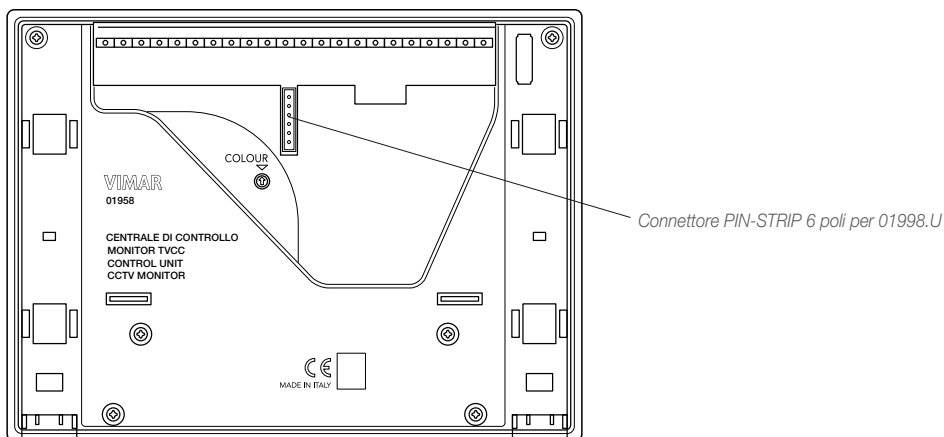 COLOUR
VIMAR
01958
CENTRALE DI CONTROLLO
MONITOR TVCC
CONTROL UNIT
CCTV MONITOR
CE
MADE IN ITALY
Connettore PIN-STRIP 6 poli per 01998.U